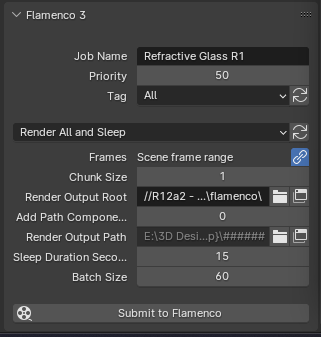 Flamenco 3
Job Name Refractive Glass R1
Priority 50
Tag All
Render All and Sleep
Frames Scene frame range
Chunk Size 1
Render Output Root //R12a2 - ...\flamenco\
Add Path Compone... 0
Render Output Path E:\3D Desi...p}\######
Sleep Duration Seco... 15
Batch Size 60
Submit to Flamenco